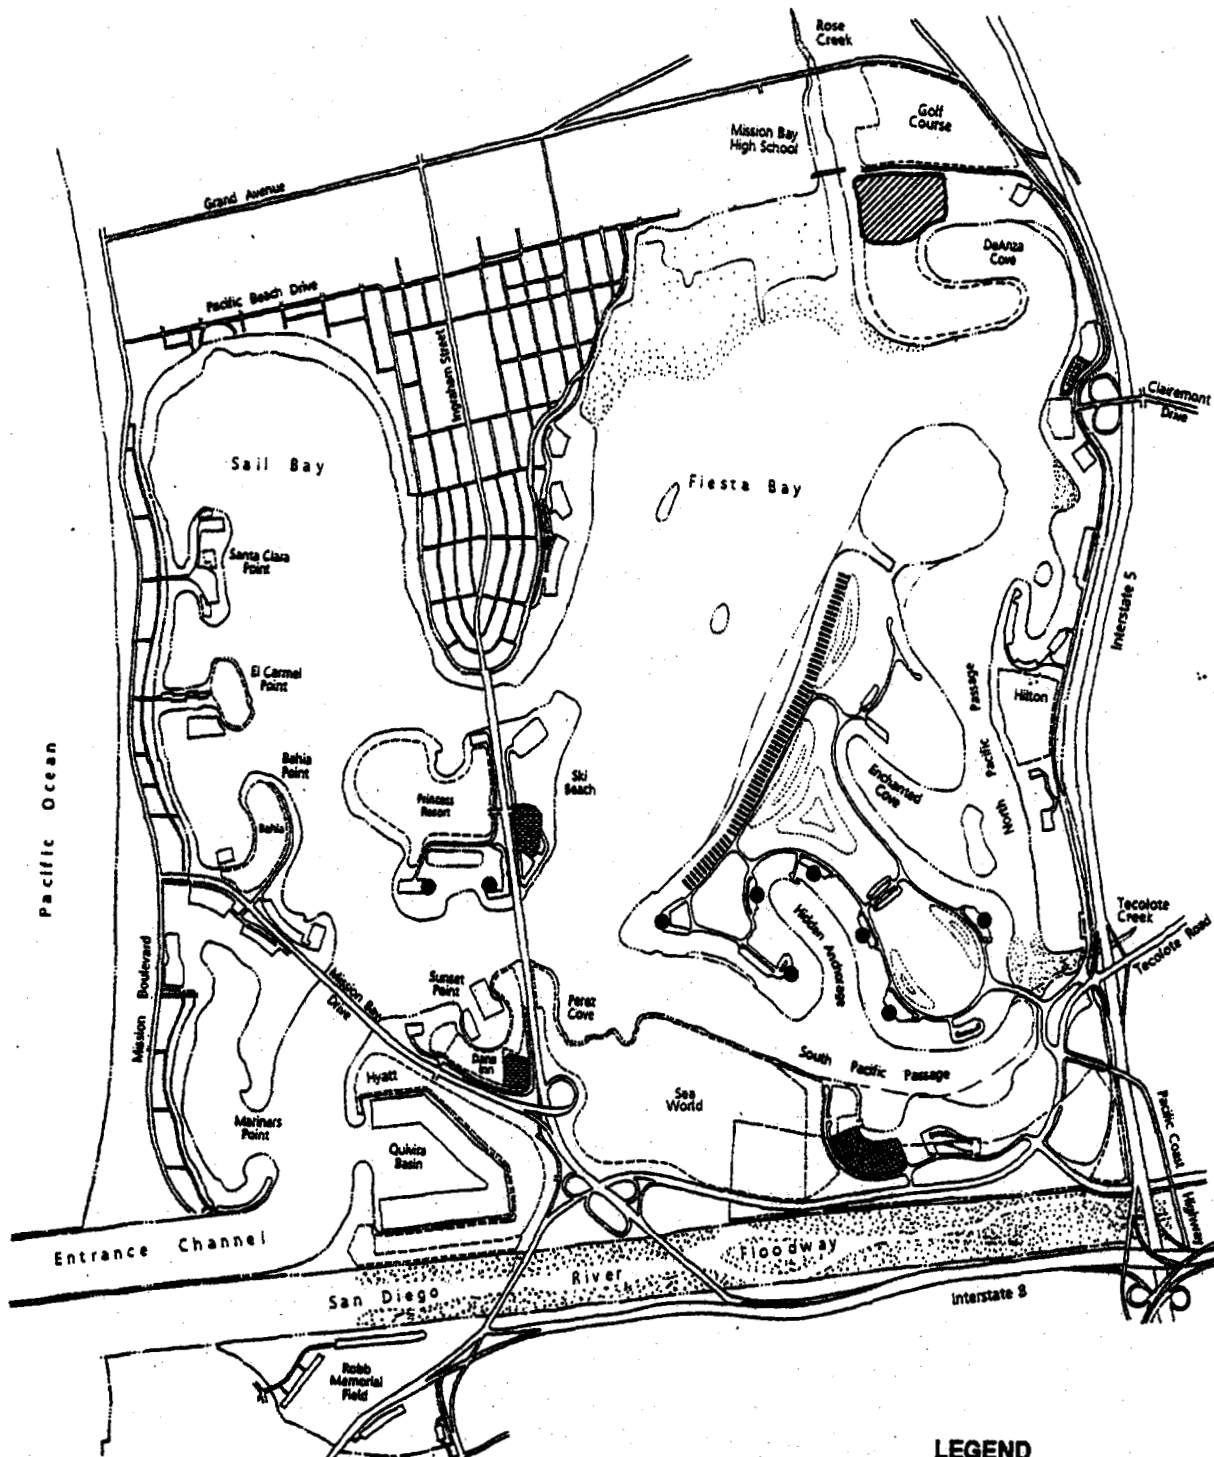 Rose
Creek
Golf
Course
Mission Bay
High School
Grand Avenue
DeAnza
Cove
Pacific Beach Drive
Ingraham Street
Clairemont
Drive
Sail Bay
Fiesta Bay
Santa Clara
Point
Interstate 5
El Carmel
Point
Hilton
North Pacific Passage
Pacific Ocean
Bahia
Point
Ski
Beach
Enchanted
Cove
Princess
Resort
Bahia
Tecolote
Creek
Tecolote Road
Hidden Anchorage
Mission Boulevard
Mission Bay
Drive
Sunset
Point
Perez
Cove
Dana
Inn
South Pacific Passage
Hyatt
Sea
World
Pacific Coast Highway
Mariners
Point
Quivira
Basin
Entrance Channel
Floodway
River
San Diego
Interstate 8
Robb
Memorial
Field
LEGEND